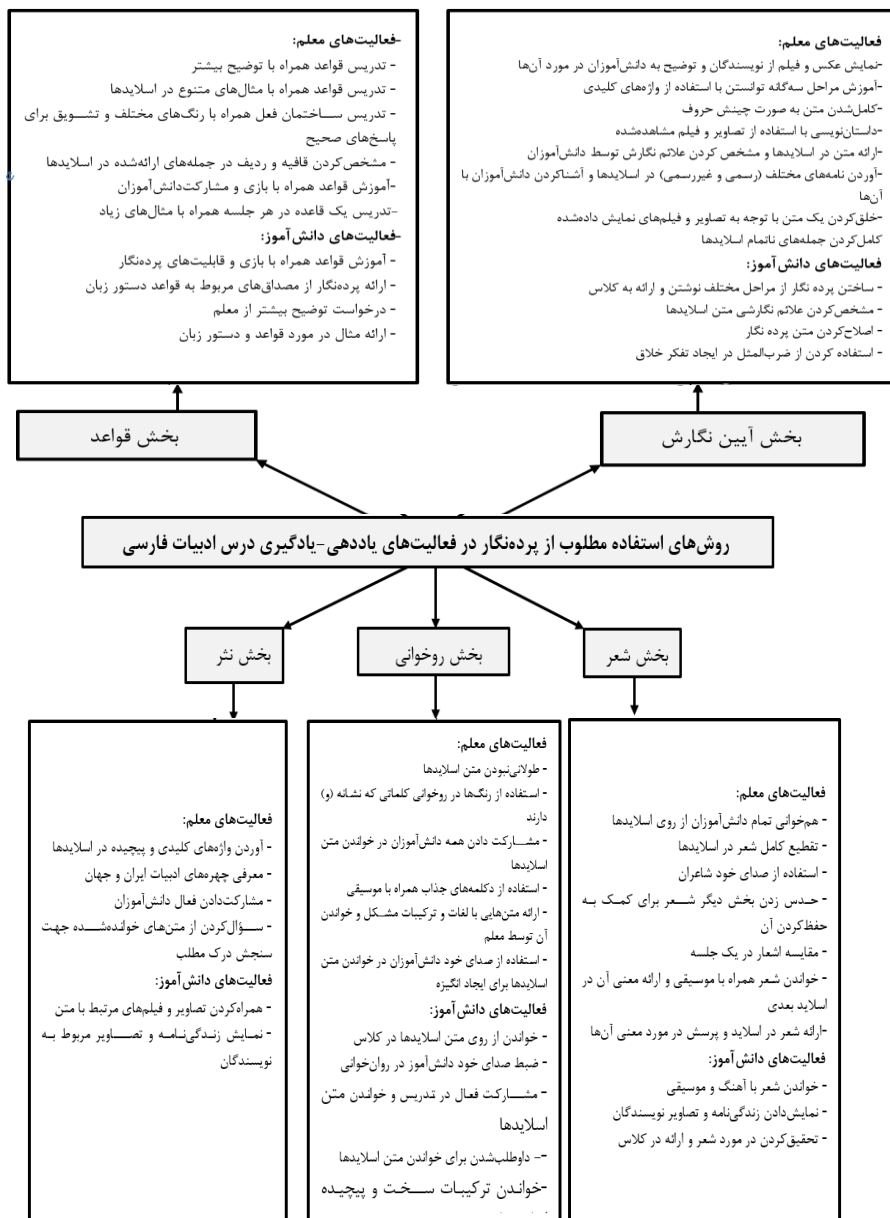 فعالیت‌های معلم:
-نمایش عکس و فیلم از نویسندگان و توضیح به دانش‌آموزان در مورد آن‌ها
-آموزش مراحل سه‌گانه توانستن با استفاده از واژه‌های کلیدی
-کامل‌شدن متن به صورت چینش حروف
-داستان‌نویسی با استفاده از تصاویر و فیلم مشاهده‌شده
-ارائه متن در اسلایدها و مشخص کردن علائم نگارش توسط دانش‌آموزان
-آوردن نامه‌های مختلف (رسمی و غیررسمی) در اسلایدها و آشناکردن دانش‌آموزان با
آن‌ها
-خلق‌کردن یک متن با توجه به تصاویر و فیلم‌های نمایش داده‌شده
کامل‌کردن جمله‌های ناتمام اسلایدها
فعالیت‌های دانش‌آموز:
- ساختن پرده نگار از مراحل مختلف نوشتن و ارائه به کلاس
- مشخص‌کردن علائم نگارشی متن اسلایدها
- اصلاح‌کردن متن پرده نگار
- استفاده کردن از ضرب‌المثل در ایجاد تفکر خلاق
-فعالیت‌های معلم:
- تدریس قواعد همراه با توضیح بیشتر
- تدریس قواعد همراه با مثال‌های متنوع در اسلایدها
- تدریس ساختمان فعل همراه با رنگ‌های مختلف و تشویق برای
پاسخ‌های صحیح
- مشخص‌کردن قافیه و ردیف در جمله‌های ارائه‌شده در اسلایدها
-آموزش قواعد همراه با بازی و مشارکت‌دانش‌آموزان
-تدریس یک قاعده در هر جلسه همراه با مثال‌های زیاد
-فعالیت‌های دانش‌آموز:
- آموزش قواعد همراه با بازی و قابلیت‌های پرده‌نگار
- ارائه پرده‌نگار از مصداق‌های مربوط به قواعد دستور زبان
- درخواست توضیح بیشتر از معلم
- ارائه مثال در مورد قواعد و دستور زبان
بخش آیین نگارش
بخش قواعد
روش‌های استفاده مطلوب از پرده‌نگار در فعالیت‌های یاددهی-یادگیری درس ادبیات فارسی
بخش شعر
بخش روخوانی
بخش نثر
فعالیت‌های معلم:
- هم‌خوانی تمام دانش‌آموزان از روی اسلایدها
- تقطیع کامل شعر در اسلایدها
- استفاده از صدای خود شاعران
- حدس زدن بخش دیگر شعر برای کمک به
حفظ‌کردن آن
- مقایسه اشعار در یک جلسه
- خواندن شعر همراه با موسیقی و ارائه معنی آن در
اسلاید بعدی
-ارائه شعر در اسلاید و پرسش در مورد معنی آن‌ها
فعالیت‌های دانش‌آموز:
- خواندن شعر با آهنگ و موسیقی
- نمایش‌دادن زندگی‌نامه و تصاویر نویسندگان
- تحقیق‌کردن در مورد شعر و ارائه در کلاس
فعالیت‌های معلم:
- طولانی‌نبودن متن اسلایدها
- استفاده از رنگ‌ها در روخوانی کلماتی که نشانه (و)
دارند
- مشارکت دادن همه دانش‌آموزان در خواندن متن
اسلایدها
- استفاده از دکلمه‌های جذاب همراه با موسیقی
- ارائه متن‌هایی با لغات و ترکیبات مشکل و خواندن
آن توسط معلم
- استفاده از صدای خود دانش‌آموزان در خواندن متن
اسلایدها برای ایجاد انگیزه
فعالیت‌های دانش‌آموز:
- خواندن از روی متن اسلایدها در کلاس
- ضبط صدای خود دانش‌آموز در روان‌خوانی
- مشارکت فعال در تدریس و خواندن متن
اسلایدها
-- داوطلب‌شدن برای خواندن متن اسلایدها
-خواندن ترکیبات سخت و پیچیده
فعالیت‌های معلم:
- آوردن واژه‌های کلیدی و پیچیده در اسلایدها
- معرفی چهره‌های ادبیات ایران و جهان
- مشارکت‌دادن فعال دانش‌آموزان
- سؤال‌کردن از متن‌های خوانده‌شده جهت
سنجش درک مطلب
فعالیت‌های دانش‌آموز:
- همراه‌کردن تصاویر و فیلم‌های مرتبط با متن
- نمایش زندگی‌نامه و تصاویر مربوط به
نویسندگان